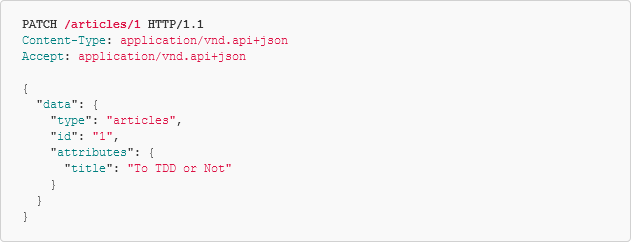 PATCH /articles/1 HTTP/1.1
Content-Type: application/vnd.api+json
Accept: application/vnd.api+json

{
  "data": {
    "type": "articles",
    "id": "1",
    "attributes": {
      "title": "To TDD or Not"
    }
  }
}